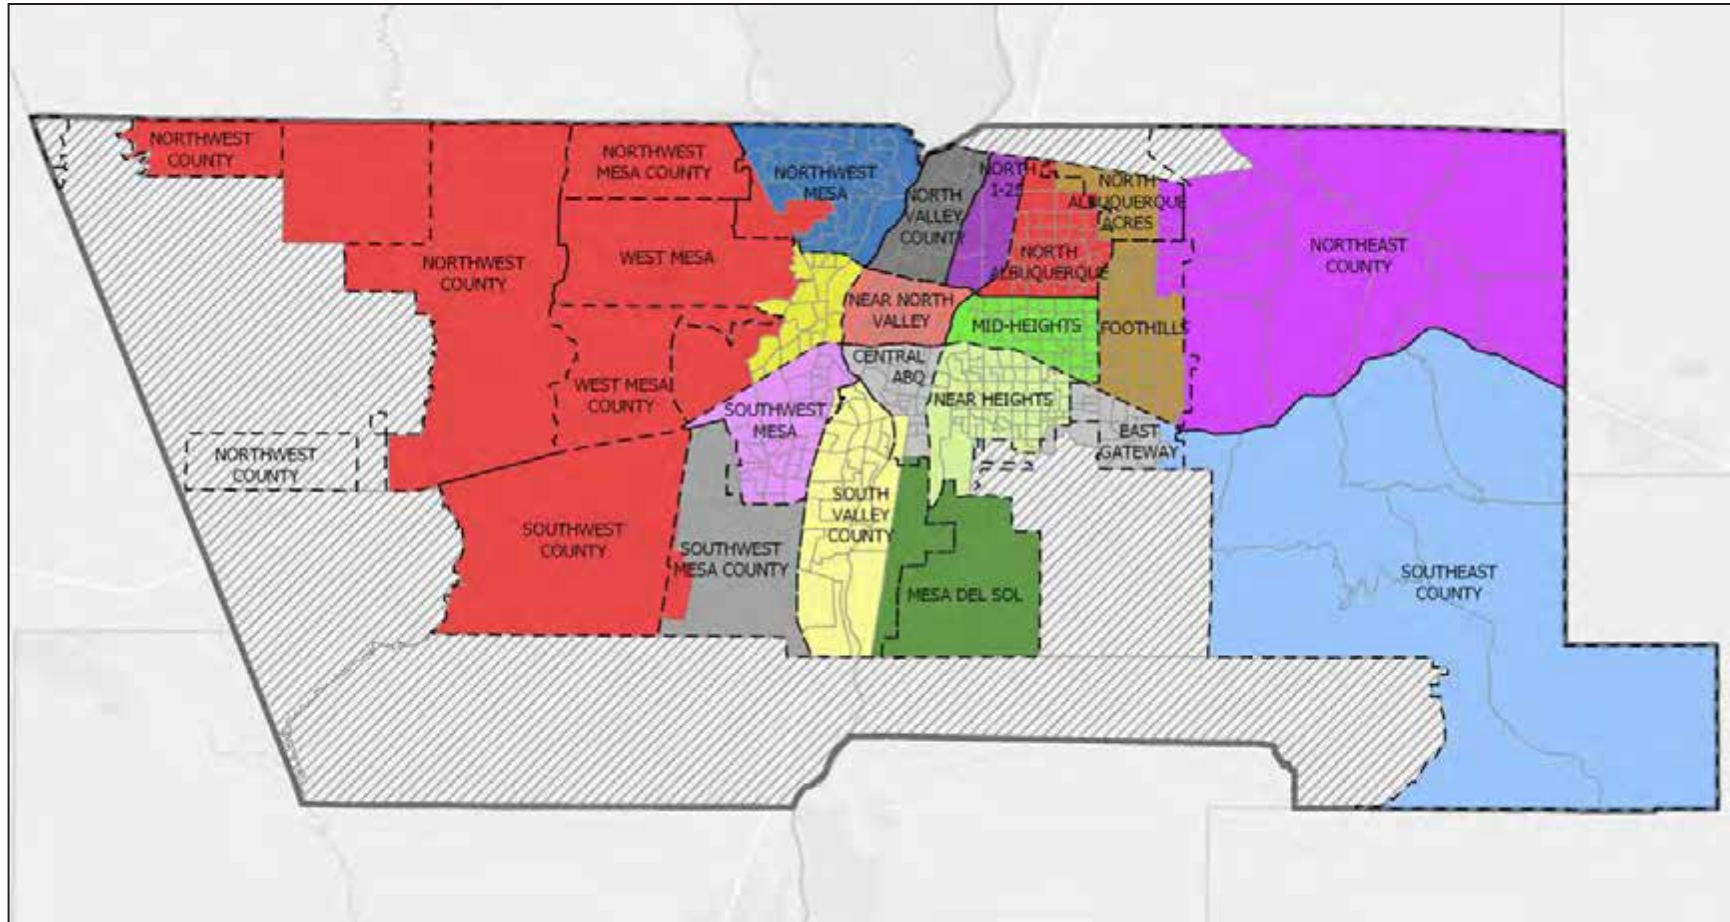 NORTHWEST
COUNTY
NORTHWEST
MESA COUNTY
NORTHWEST
MESA
NORTH
VALLEY
COUNTY
NORTH
I-25
NORTH
ALBUQUERQUE
ACRES
NORTH
ALBUQUERQUE
NORTHEAST
COUNTY
NORTHWEST
COUNTY
WEST MESA
NEAR NORTH
VALLEY
MID-HEIGHTS
FOOTHILLS
CENTRAL
ABQ
WEST MESA
COUNTY
SOUTHWEST
MESA
NEAR HEIGHTS
EAST
GATEWAY
NORTHWEST
COUNTY
SOUTHWEST
COUNTY
SOUTHWEST
MESA COUNTY
SOUTH
VALLEY
COUNTY
MESA DEL SOL
SOUTHEAST
COUNTY